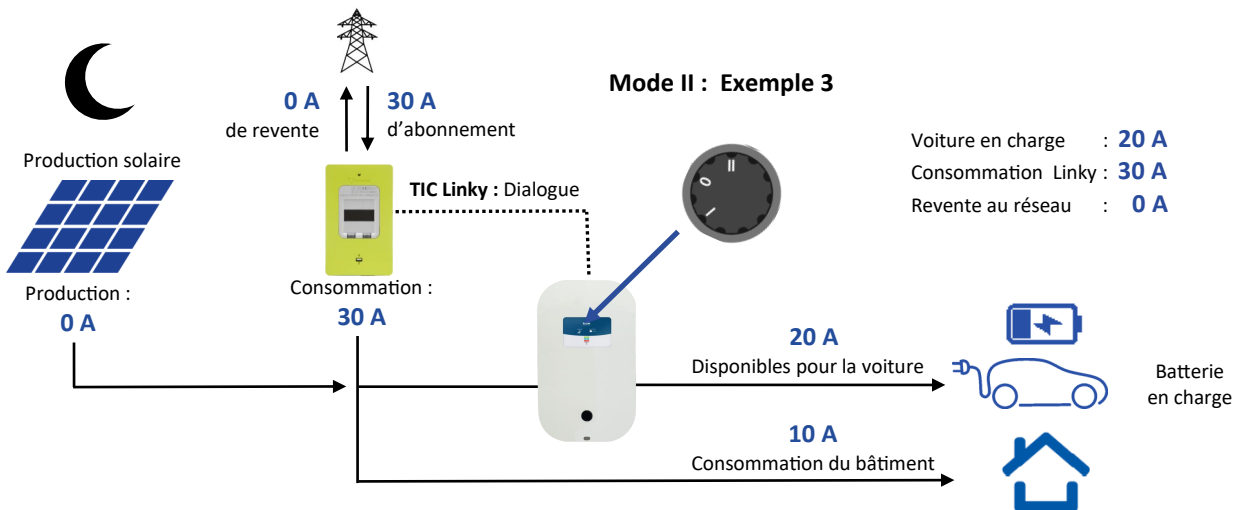 Mode II : Exemple 3
0 A
de revente
30 A
d'abonnement
Voiture en charge : 20 A
Consommation Linky : 30 A
Revente au réseau : 0 A
Production solaire
TIC Linky : Dialogue
0
II
I
Production :
0 A
Consommation :
30 A
20 A
Disponibles pour la voiture
Batterie
en charge
10 A
Consommation du bâtiment